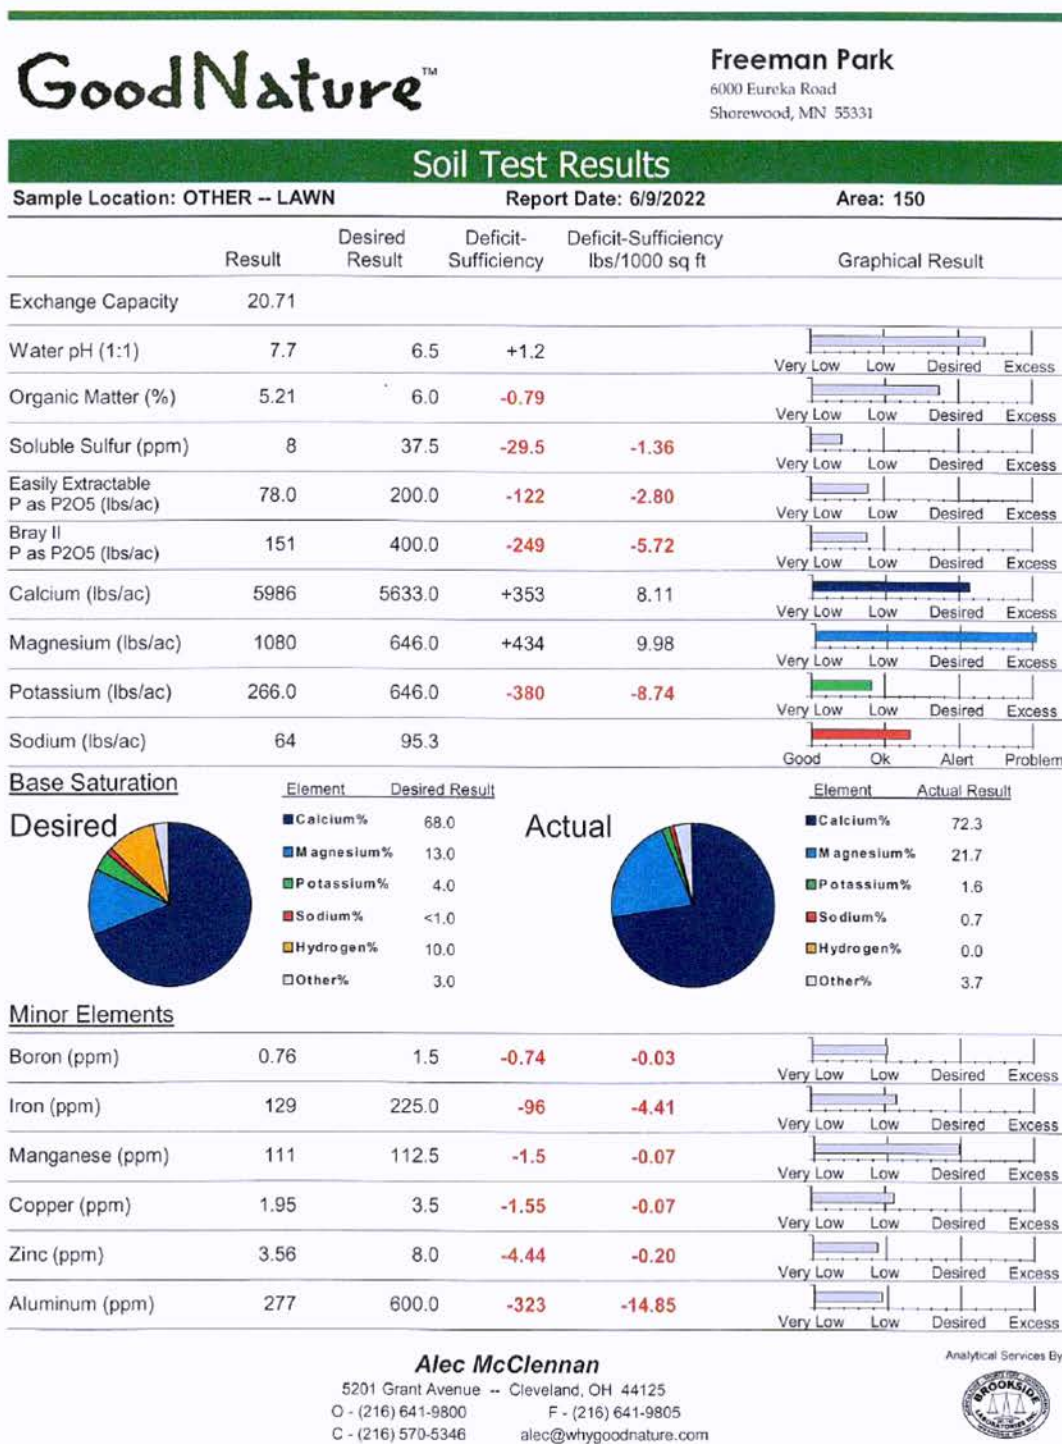 GoodNature™
Freeman Park
6000 Eureka Road
Shorewood, MN 55331
Soil Test Results
Sample Location: OTHER -- LAWN Report Date: 6/9/2022 Area: 150
Result Desired Result Deficit-Sufficiency Deficit-Sufficiency lbs/1000 sq ft Graphical Result
Exchange Capacity 20.71
Water pH (1:1) 7.7 6.5 +1.2
Very Low Low Desired Excess
Organic Matter (%) 5.21 6.0 -0.79
Very Low Low Desired Excess
Soluble Sulfur (ppm) 8 37.5 -29.5 -1.36
Very Low Low Desired Excess
Easily Extractable
P as P2O5 (lbs/ac) 78.0 200.0 -122 -2.80
Very Low Low Desired Excess
Bray II
P as P2O5 (lbs/ac) 151 400.0 -249 -5.72
Very Low Low Desired Excess
Calcium (lbs/ac) 5986 5633.0 +353 8.11
Very Low Low Desired Excess
Magnesium (lbs/ac) 1080 646.0 +434 9.98
Very Low Low Desired Excess
Potassium (lbs/ac) 266.0 646.0 -380 -8.74
Very Low Low Desired Excess
Sodium (lbs/ac) 64 95.3
Good Ok Alert Problem
Base Saturation
Desired
Element Desired Result
Calcium% 68.0
Magnesium% 13.0
Potassium% 4.0
Sodium% <1.0
Hydrogen% 10.0
Other% 3.0
Actual
Element Actual Result
Calcium% 72.3
Magnesium% 21.7
Potassium% 1.6
Sodium% 0.7
Hydrogen% 0.0
Other% 3.7
Minor Elements
Boron (ppm) 0.76 1.5 -0.74 -0.03
Very Low Low Desired Excess
Iron (ppm) 129 225.0 -96 -4.41
Very Low Low Desired Excess
Manganese (ppm) 111 112.5 -1.5 -0.07
Very Low Low Desired Excess
Copper (ppm) 1.95 3.5 -1.55 -0.07
Very Low Low Desired Excess
Zinc (ppm) 3.56 8.0 -4.44 -0.20
Very Low Low Desired Excess
Aluminum (ppm) 277 600.0 -323 -14.85
Very Low Low Desired Excess
Alec McClennan
5201 Grant Avenue -- Cleveland, OH 44125
O - (216) 641-9800 F - (216) 641-9805
C - (216) 570-5346 alec@whygoodnature.com
Analytical Services By
BROOKSIDE